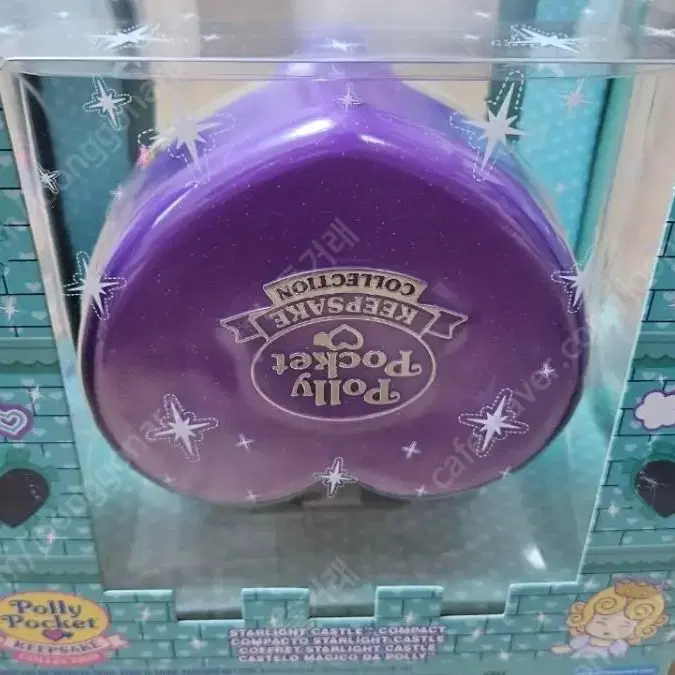 Polly
Pocket
KEEPSAKE
COLLECTION
Polly
Pocket
KEEPSAKE
COLLECTION
STARLIGHT CASTLE™ COMPACT
COMPACTO STARLIGHT CASTLE
COFFRET STARLIGHT CASTLE
CASTELO MÁGICO DA POLLY